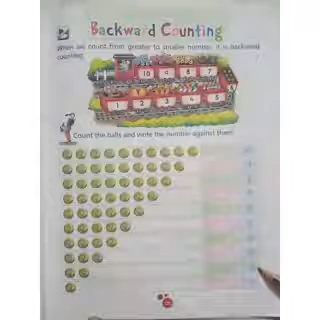 Backward Counting
When we count from greater to smaller number, it is backward
counting.
10 9 8 7
1 2 3 4 5
Count the balls and write the number against them.